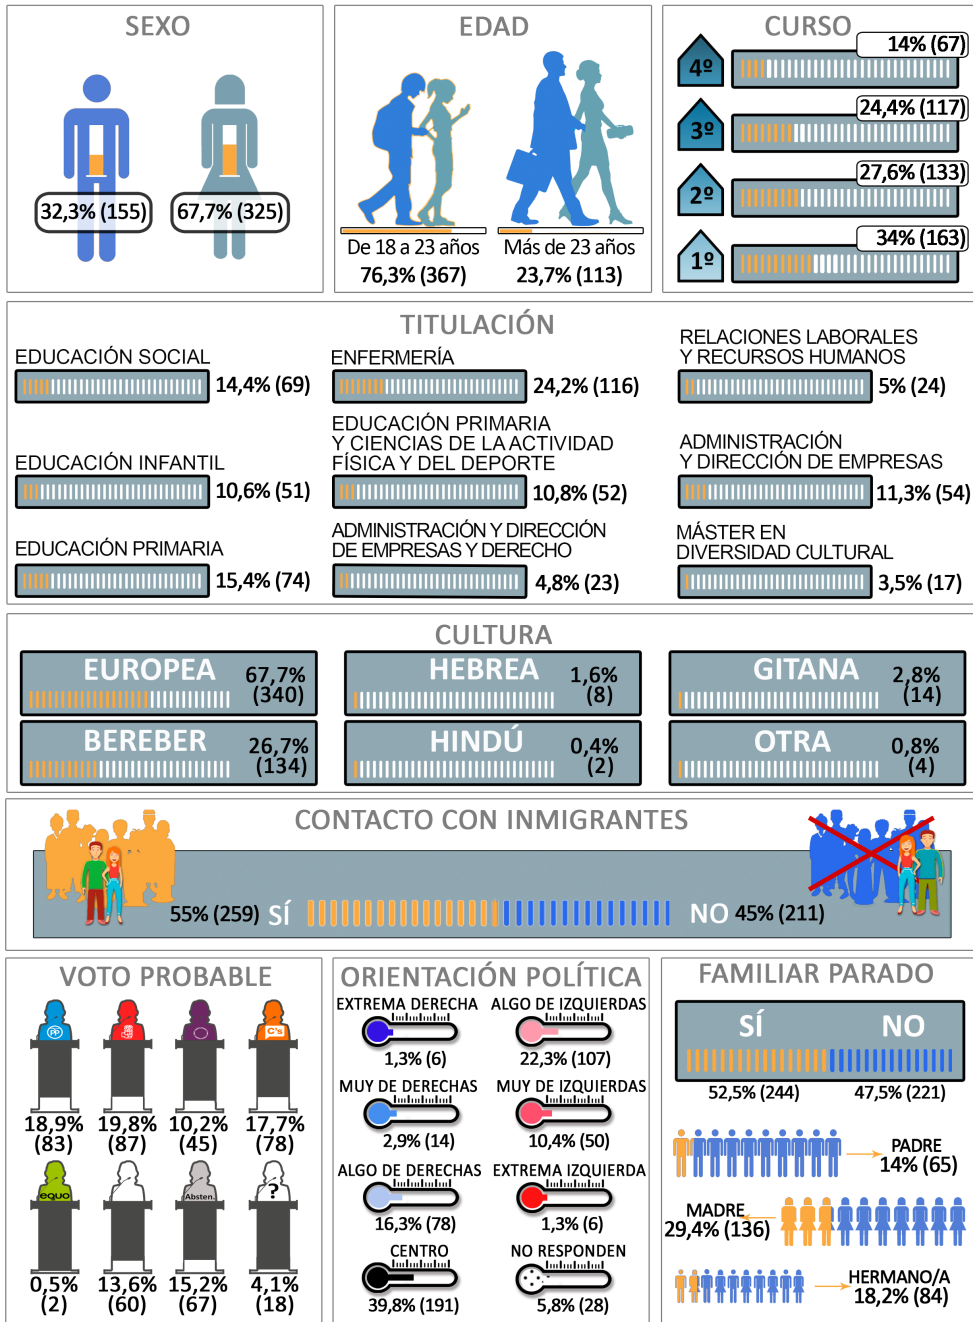 SEXO
32,3% (155)
67,7% (325)
EDAD
De 18 a 23 años
76,3% (367)
Más de 23 años
23,7% (113)
CURSO
4º
14% (67)
3º
24,4% (117)
2º
27,6% (133)
1º
34% (163)
TITULACIÓN
EDUCACIÓN SOCIAL
14,4% (69)
ENFERMERÍA
24,2% (116)
RELACIONES LABORALES
Y RECURSOS HUMANOS
5% (24)
EDUCACIÓN INFANTIL
10,6% (51)
EDUCACIÓN PRIMARIA
Y CIENCIAS DE LA ACTIVIDAD
FÍSICA Y DEL DEPORTE
10,8% (52)
ADMINISTRACIÓN
Y DIRECCIÓN DE EMPRESAS
11,3% (54)
EDUCACIÓN PRIMARIA
15,4% (74)
ADMINISTRACIÓN Y DIRECCIÓN
DE EMPRESAS Y DERECHO
4,8% (23)
MÁSTER EN
DIVERSIDAD CULTURAL
3,5% (17)
CULTURA
EUROPEA
67,7%
(340)
HEBREA
1,6%
(8)
GITANA
2,8%
(14)
BEREBER
26,7%
(134)
HINDÚ
0,4%
(2)
OTRA
0,8%
(4)
CONTACTO CON INMIGRANTES
55% (259) SÍ
NO 45% (211)
VOTO PROBABLE
PP
C's
18,9%
(83)
19,8%
(87)
10,2%
(45)
17,7%
(78)
equo
Absten.
?
0,5%
(2)
13,6%
(60)
15,2%
(67)
4,1%
(18)
ORIENTACIÓN POLÍTICA
EXTREMA DERECHA
1,3% (6)
ALGO DE IZQUIERDAS
22,3% (107)
MUY DE DERECHAS
2,9% (14)
MUY DE IZQUIERDAS
10,4% (50)
ALGO DE DERECHAS
16,3% (78)
EXTREMA IZQUIERDA
1,3% (6)
CENTRO
39,8% (191)
NO RESPONDEN
5,8% (28)
FAMILIAR PARADO
SÍ
NO
52,5% (244)
47,5% (221)
PADRE
14% (65)
MADRE
29,4% (136)
HERMANO/A
18,2% (84)